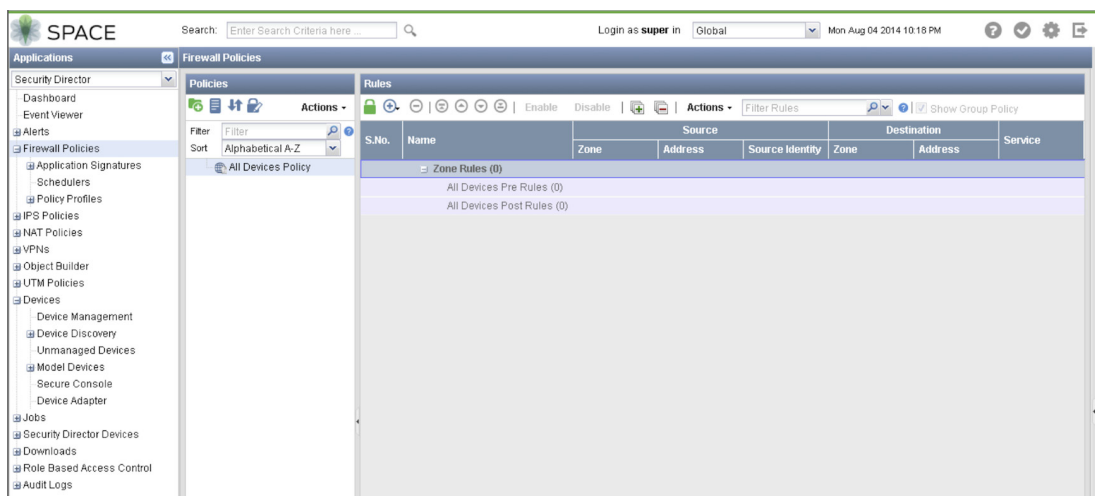 SPACE
Search: Enter Search Criteria here ...
Login as super in Global
Mon Aug 04 2014 10:18 PM
Applications
Firewall Policies
Security Director
Dashboard
Event Viewer
Alerts
Firewall Policies
Application Signatures
Schedulers
Policy Profiles
IPS Policies
NAT Policies
VPNs
Object Builder
UTM Policies
Devices
Device Management
Device Discovery
Unmanaged Devices
Model Devices
Secure Console
Device Adapter
Jobs
Security Director Devices
Downloads
Role Based Access Control
Audit Logs
Policies
Actions
Filter Filter
Sort Alphabetical A-Z
All Devices Policy
Rules
Enable Disable Actions Filter Rules Show Group Policy
S.No. Name Source Destination Service
Zone Address Source Identity Zone Address
Zone Rules (0)
All Devices Pre Rules (0)
All Devices Post Rules (0)